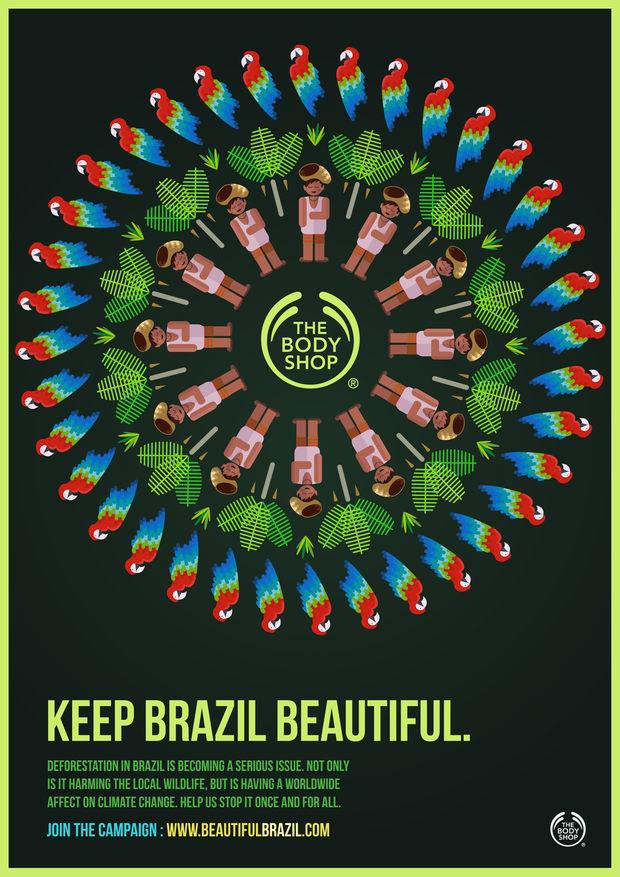 THE
BODY
SHOP
®
KEEP BRAZIL BEAUTIFUL.
DEFORESTATION IN BRAZIL IS BECOMING A SERIOUS ISSUE. NOT ONLY
IS IT HARMING THE LOCAL WILDLIFE, BUT IS HAVING A WORLDWIDE
AFFECT ON CLIMATE CHANGE. HELP US STOP IT ONCE AND FOR ALL.
JOIN THE CAMPAIGN : WWW.BEAUTIFULBRAZIL.COM
THE
BODY
SHOP
®